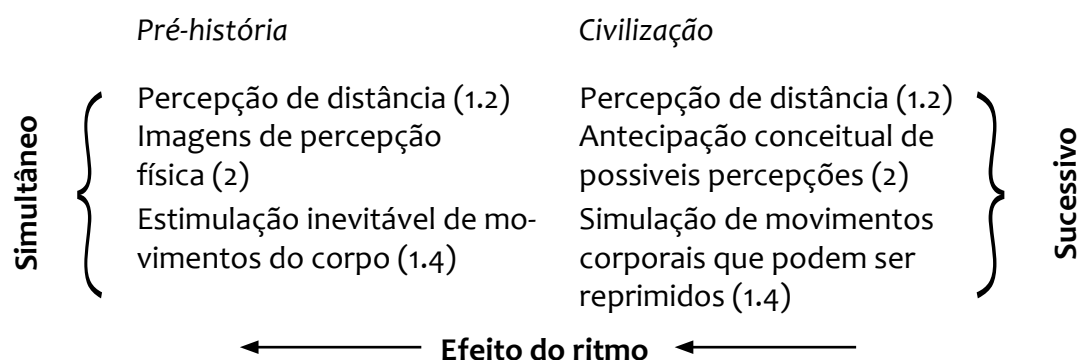 Pré-história
Civilização
Simultâneo
Percepção de distância (1.2)
Imagens de percepção
física (2)
Estimulação inevitável de mo-
vimentos do corpo (1.4)
Percepção de distância (1.2)
Antecipação conceitual de
possiveis percepções (2)
Simulação de movimentos
corporais que podem ser
reprimidos (1.4)
Sucessivo
Efeito do ritmo